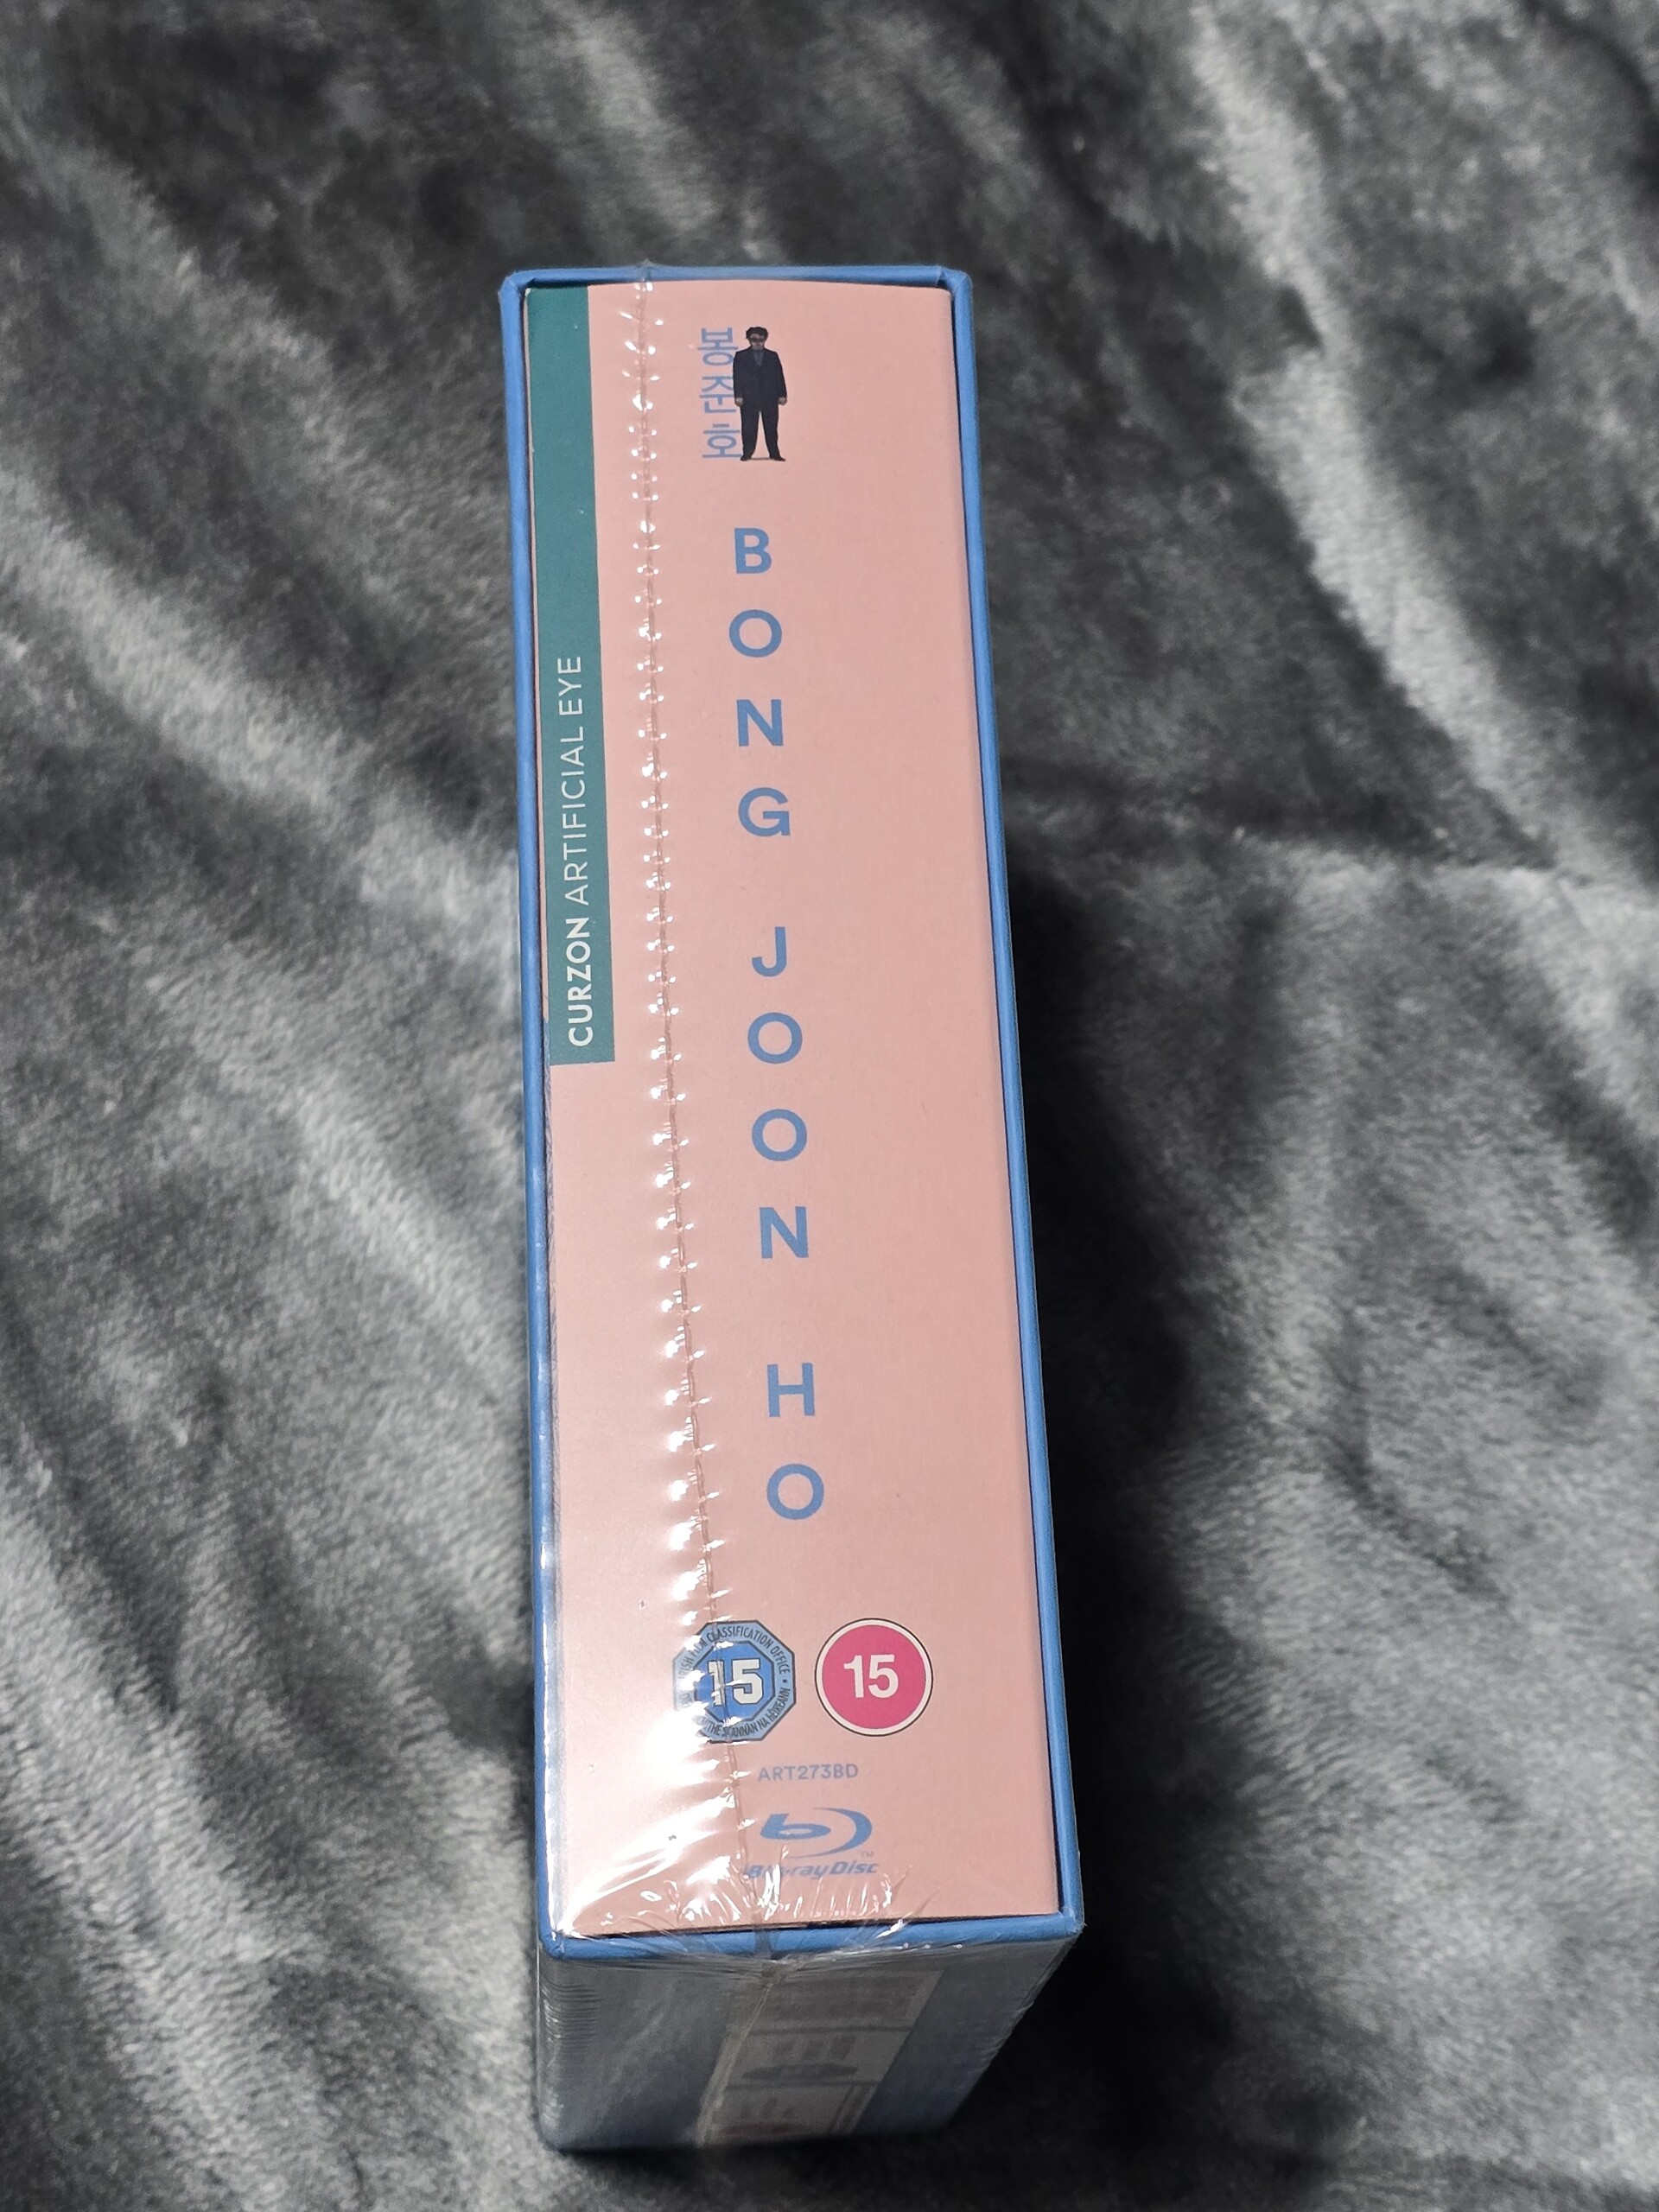 CURZON ARTIFICIAL EYE
봉준호
BONG JOON HO
15
15
ART273BD
Blu-ray Disc